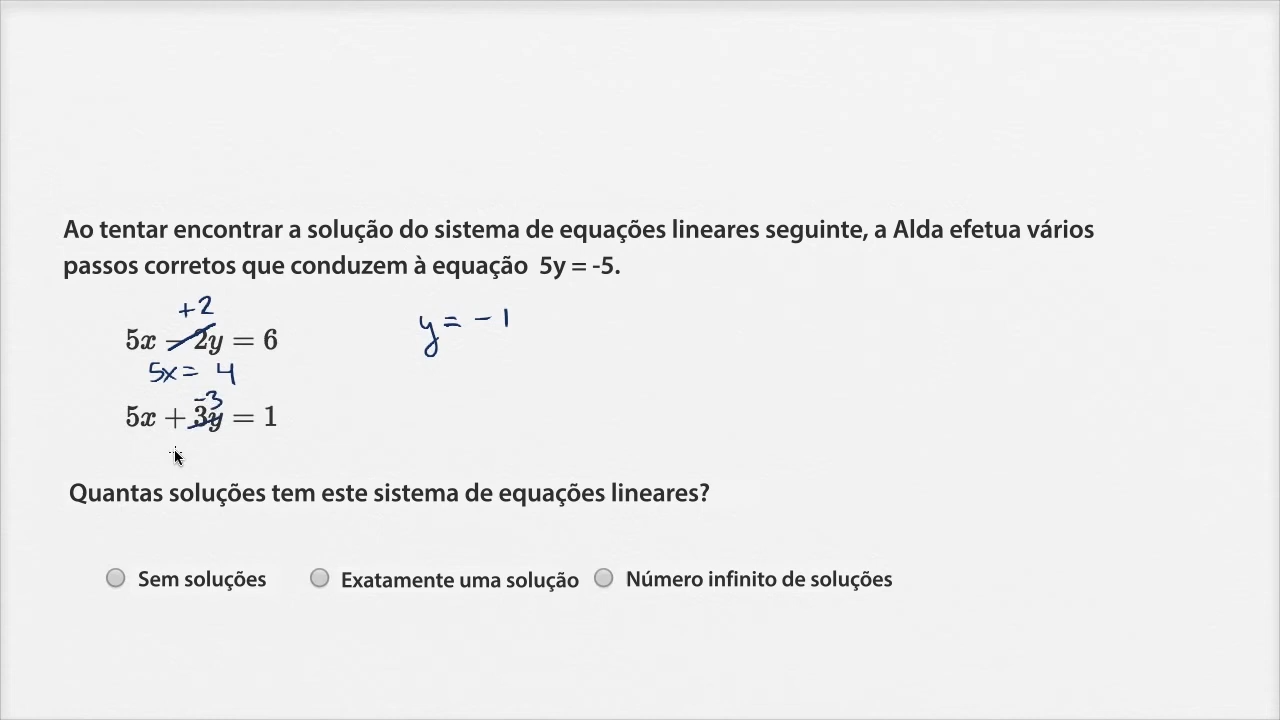 Ao tentar encontrar a solução do sistema de equações lineares seguinte, a Alda efetua vários
passos corretos que conduzem à equação 5y = -5.
+2
5x - 2y = 6
y = - 1
5x = 4
-3
5x + 3y = 1
Quantas soluções tem este sistema de equações lineares?
Sem soluções Exatamente uma solução Número infinito de soluções